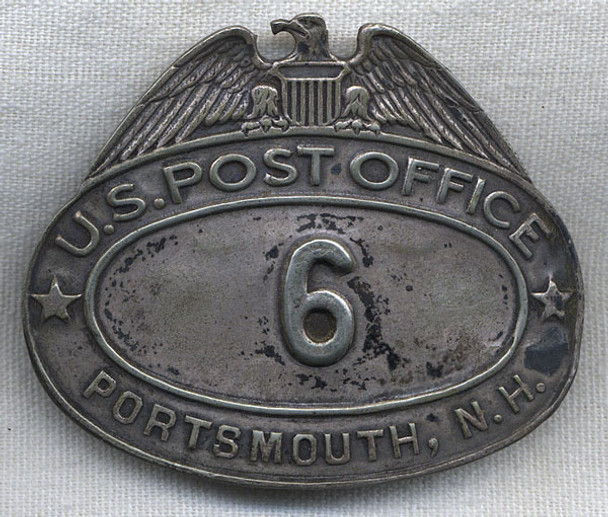 U.S. POST OFFICE
6
PORTSMOUTH, N.H.